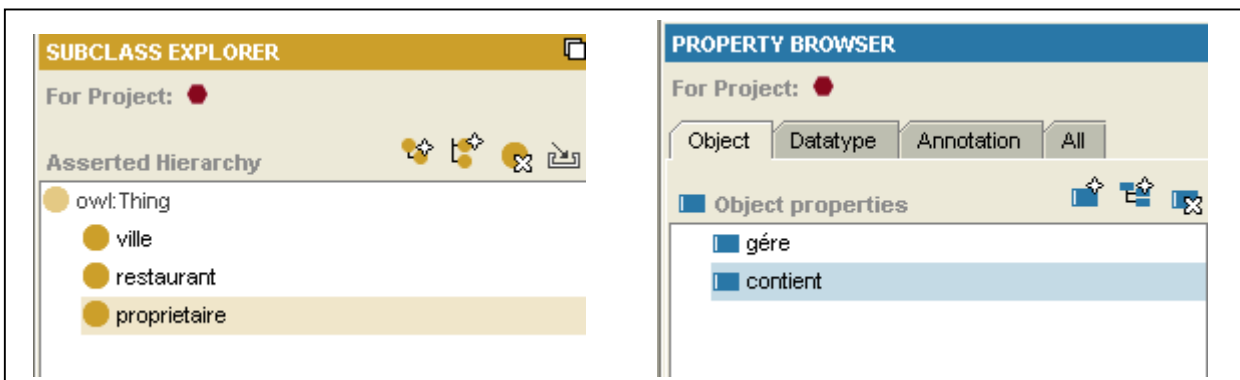 SUBCLASS EXPLORER
For Project:
Asserted Hierarchy
owl:Thing
ville
restaurant
proprietaire
PROPERTY BROWSER
For Project:
Object Datatype Annotation All
Object properties
gére
contient